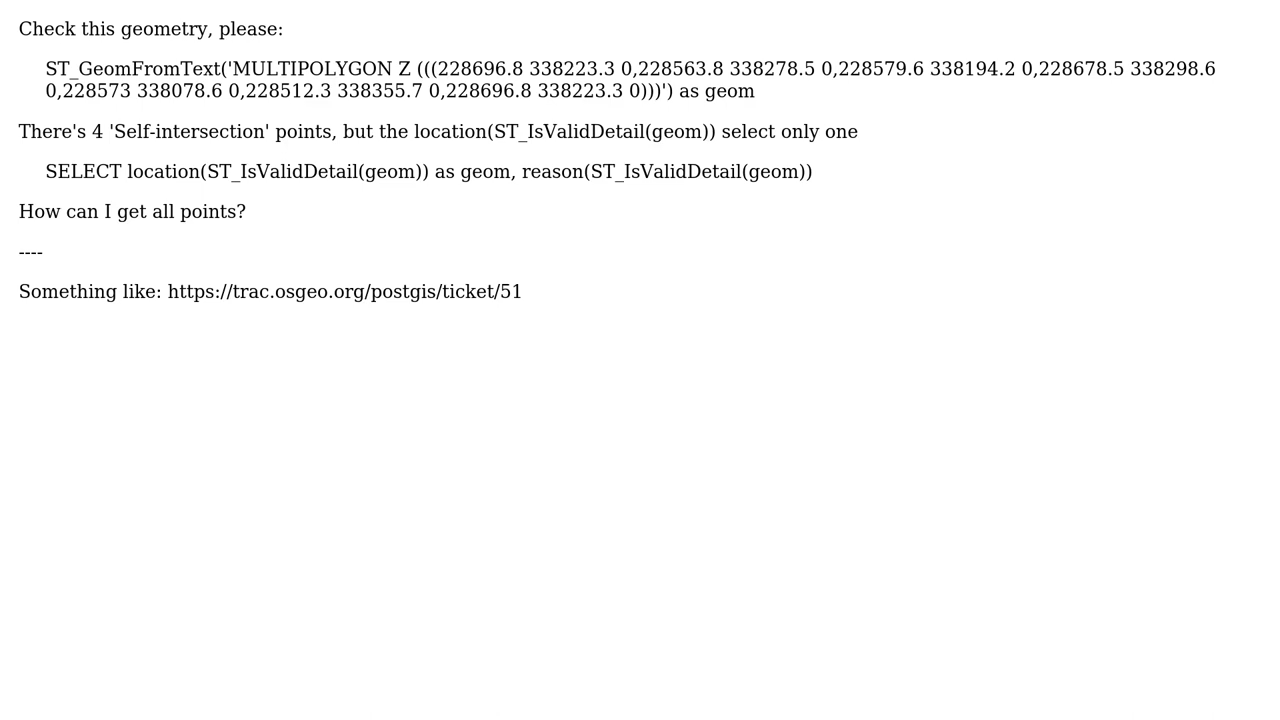 Check this geometry, please:
ST_GeomFromText('MULTIPOLYGON Z (((228696.8 338223.3 0,228563.8 338278.5 0,228579.6 338194.2 0,228678.5 338298.6
0,228573 338078.6 0,228512.3 338355.7 0,228696.8 338223.3 0)))') as geom
There's 4 'Self-intersection' points, but the location(ST_IsValidDetail(geom)) select only one
SELECT location(ST_IsValidDetail(geom)) as geom, reason(ST_IsValidDetail(geom))
How can I get all points?
----
Something like: https://trac.osgeo.org/postgis/ticket/51